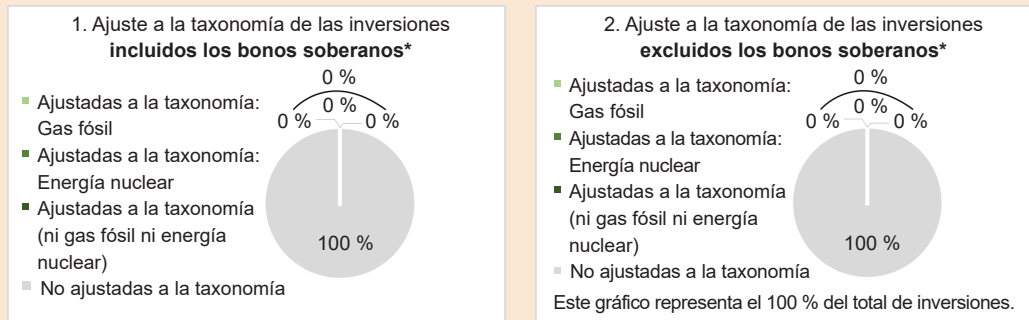 1. Ajuste a la taxonomía de las inversiones
incluidos los bonos soberanos*
0 %
0 %
0 %
0 %
Ajustadas a la taxonomía:
Gas fósil
Ajustadas a la taxonomía:
Energía nuclear
Ajustadas a la taxonomía
(ni gas fósil ni energía
nuclear)
No ajustadas a la taxonomía
100 %
2. Ajuste a la taxonomía de las inversiones
excluidos los bonos soberanos*
0 %
0 %
0 %
0 %
Ajustadas a la taxonomía:
Gas fósil
Ajustadas a la taxonomía:
Energía nuclear
Ajustadas a la taxonomía
(ni gas fósil ni energía
nuclear)
No ajustadas a la taxonomía
100 %
Este gráfico representa el 100 % del total de inversiones.